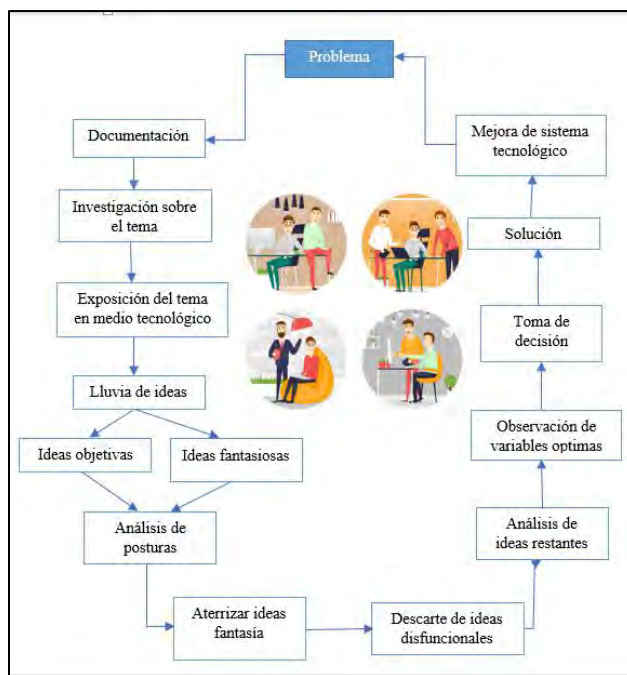 Problema
Documentación
Investigación sobre
el tema
Exposición del tema
en medio tecnológico
Lluvia de ideas
Ideas objetivas
Ideas fantasiosas
Análisis de
posturas
Aterrizar ideas
fantasía
Descarte de ideas
disfuncionales
Análisis de
ideas restantes
Observación de
variables optimas
Toma de
decisión
Solución
Mejora de sistema
tecnológico